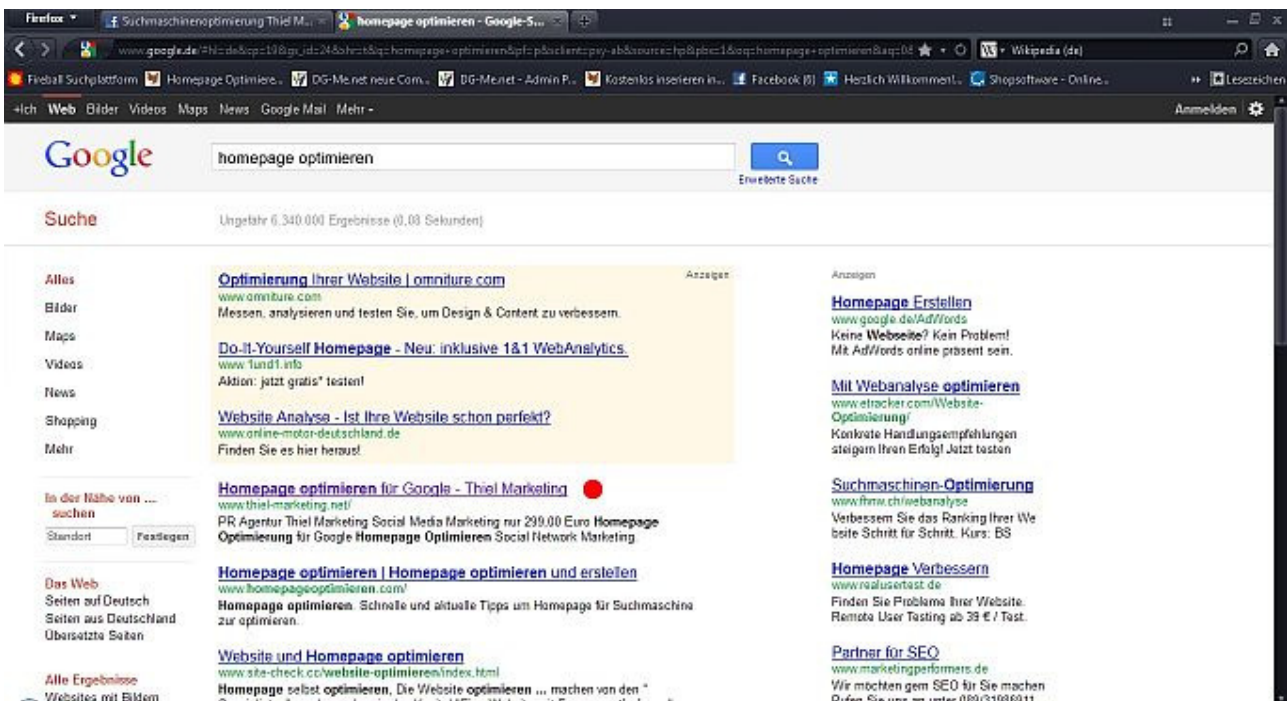 Firefox
Suchmaschinenoptimierung Thiel M...
homepage optimieren - Google-S...
Wikipedia (de)
Fireball Suchplattform
Homepage Optimiere...
DG-Me.net neue Com...
DG-Me.net - Admin P...
Kostenlos inserieren in...
Facebook (6)
Herzlich Willkommen!...
Shopsoftware - Online...
Lesezeichen
+Ich Web Bilder Videos Maps News Google Mail Mehr
Anmelden
Google
homepage optimieren
Erweiterte Suche
Suche
Ungefähr 6.340.000 Ergebnisse (0,08 Sekunden)
Alles
Bilder
Maps
Videos
News
Shopping
Mehr
In der Nähe von ...
suchen
Standort
Festlegen
Das Web
Seiten auf Deutsch
Seiten aus Deutschland
Übersetzte Seiten
Alle Ergebnisse
Websites mit Bildern
Anzeigen
Optimierung Ihrer Website | omniture.com
www.omniture.com
Messen, analysieren und testen Sie, um Design & Content zu verbessern.
Do-It-Yourself Homepage - Neu: inklusive 1&1 WebAnalytics.
www.1und1.info
Aktion: jetzt gratis* testen!
Website Analyse - Ist Ihre Website schon perfekt?
www.online-motor-deutschland.de
Finden Sie es hier heraus!
Homepage optimieren für Google - Thiel Marketing
www.thiel-marketing.net/
PR Agentur Thiel Marketing Social Media Marketing nur 299,00 Euro Homepage
Optimierung für Google Homepage Optimieren Social Network Marketing
Homepage optimieren | Homepage optimieren und erstellen
www.homepageoptimieren.com/
Homepage optimieren. Schnelle und aktuelle Tipps um Homepage für Suchmaschine
zur optimieren.
Website und Homepage optimieren
www.site-check.cc/website-optimieren/index.html
Homepage selbst optimieren, Die Website optimieren ... machen von den "
Anzeigen
Homepage Erstellen
www.google.de/AdWords
Keine Webseite? Kein Problem!
Mit AdWords online präsent sein.
Mit Webanalyse optimieren
www.etracker.com/Website-
Optimierung/
Konkrete Handlungsempfehlungen
steigern Ihren Erfolg! Jetzt testen
Suchmaschinen-Optimierung
www.fhnw.ch/webanalyse
Verbessern Sie das Ranking Ihrer We
bsite Schritt für Schritt. Kurs: BS
Homepage Verbessern
www.realusertest.de
Finden Sie Probleme Ihrer Website.
Remote User Testing ab 39 € / Test.
Partner für SEO
www.marketingperformers.de
Wir möchten gern SEO für Sie machen
Rufen Sie uns an unter